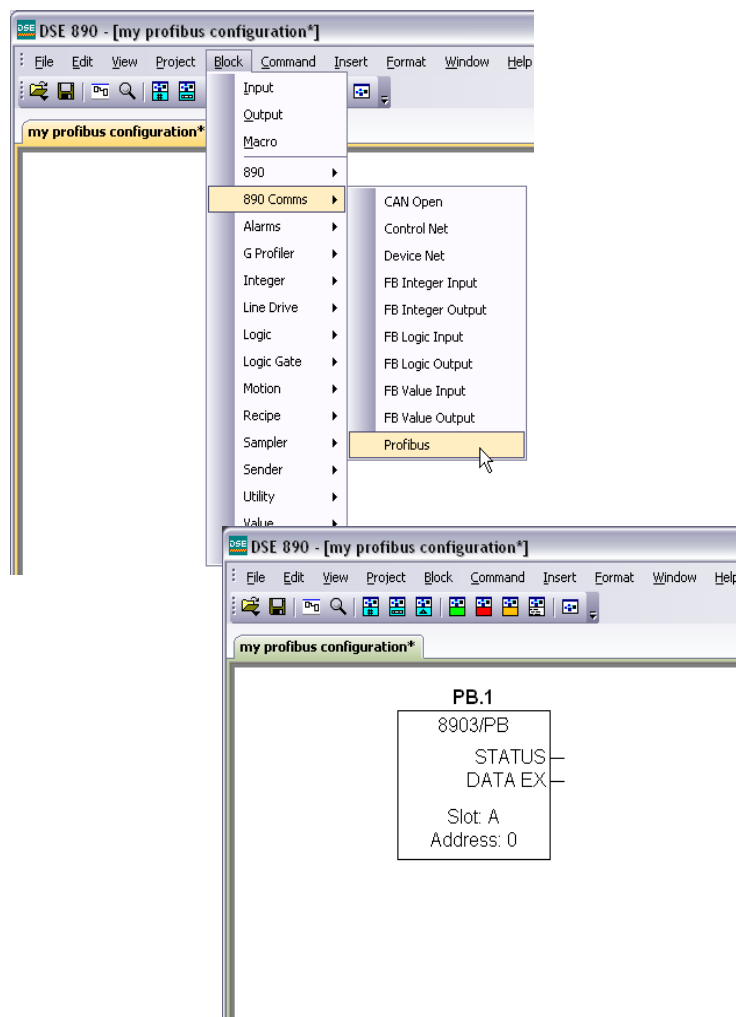 DSE DSE 890 - [my profibus configuration*]
File Edit View Project Block Command Insert Format Window Help
my profibus configuration*
Input
Output
Macro
890
890 Comms
Alarms
G Profiler
Integer
Line Drive
Logic
Logic Gate
Motion
Recipe
Sampler
Sender
Utility
Value
CAN Open
Control Net
Device Net
FB Integer Input
FB Integer Output
FB Logic Input
FB Logic Output
FB Value Input
FB Value Output
Profibus
DSE DSE 890 - [my profibus configuration*]
File Edit View Project Block Command Insert Format Window Help
my profibus configuration*
PB.1
8903/PB
STATUS
DATA EX
Slot: A
Address: 0